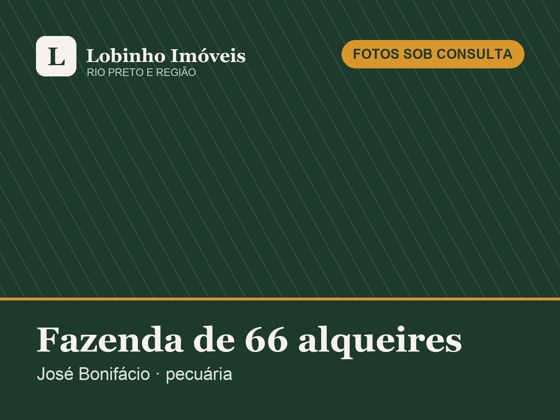 L
Lobinho Imóveis
RIO PRETO E REGIÃO
FOTOS SOB CONSULTA
Fazenda de 66 alqueires
José Bonifácio · pecuária